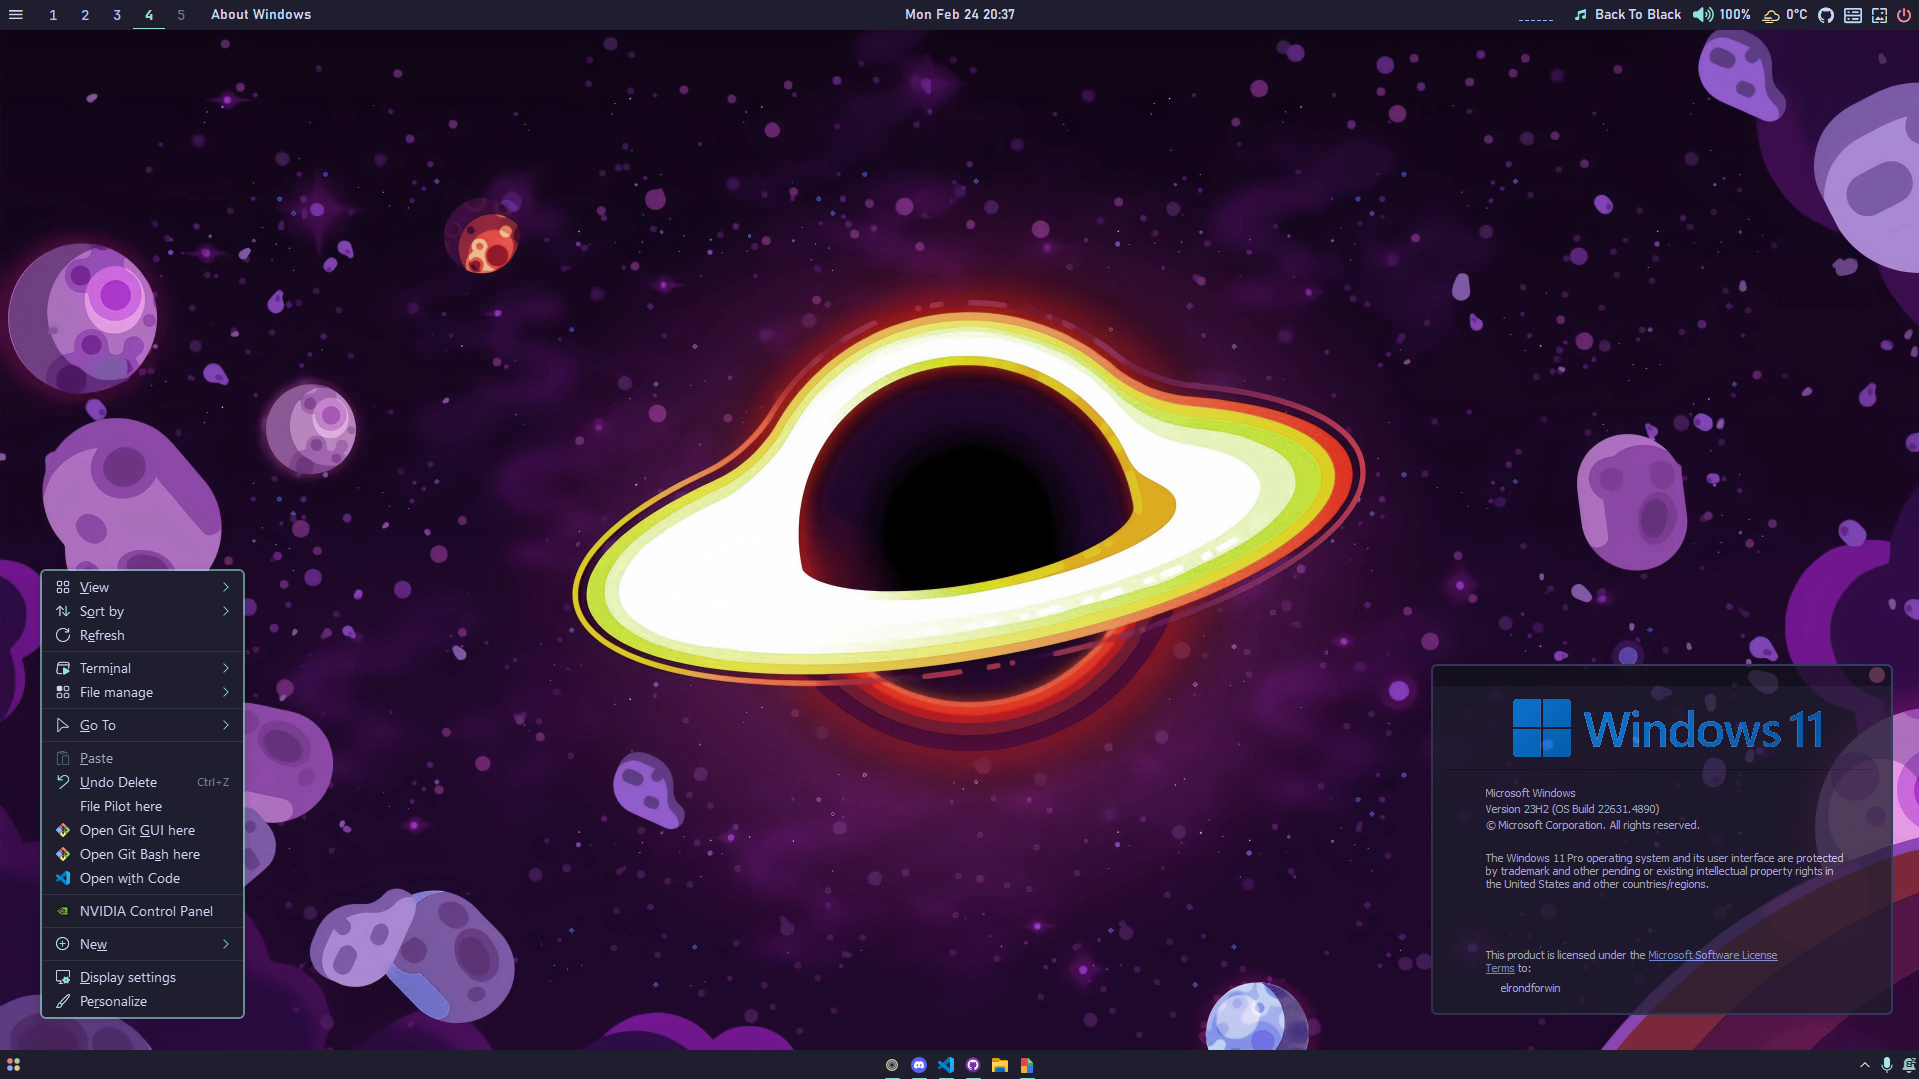 1 2 3 4 5 About Windows
Mon Feb 24 20:37
Back To Black 100% 0°C
View
Sort by
Refresh
Terminal
File manage
Go To
Paste
Undo Delete Ctrl+Z
File Pilot here
Open Git GUI here
Open Git Bash here
Open with Code
NVIDIA Control Panel
New
Display settings
Personalize
Windows 11
Microsoft Windows
Version 23H2 (OS Build 22631.4890)
© Microsoft Corporation. All rights reserved.
The Windows 11 Pro operating system and its user interface are protected
by trademark and other pending or existing intellectual property rights in
the United States and other countries/regions.
This product is licensed under the Microsoft Software License
Terms to:
elrondforwin